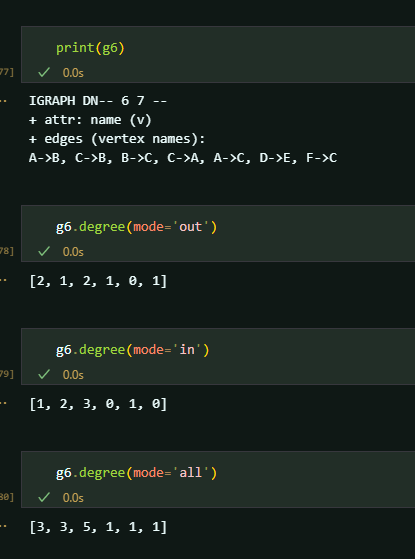 print(g6)
77]
0.0s
IGRAPH DN-- 6 7 --
+ attr: name (v)
+ edges (vertex names):
A->B, C->B, B->C, C->A, A->C, D->E, F->C
g6.degree(mode='out')
78]
0.0s
[2, 1, 2, 1, 0, 1]
g6.degree(mode='in')
79]
0.0s
[1, 2, 3, 0, 1, 0]
g6.degree(mode='all')
80]
0.0s
[3, 3, 5, 1, 1, 1]